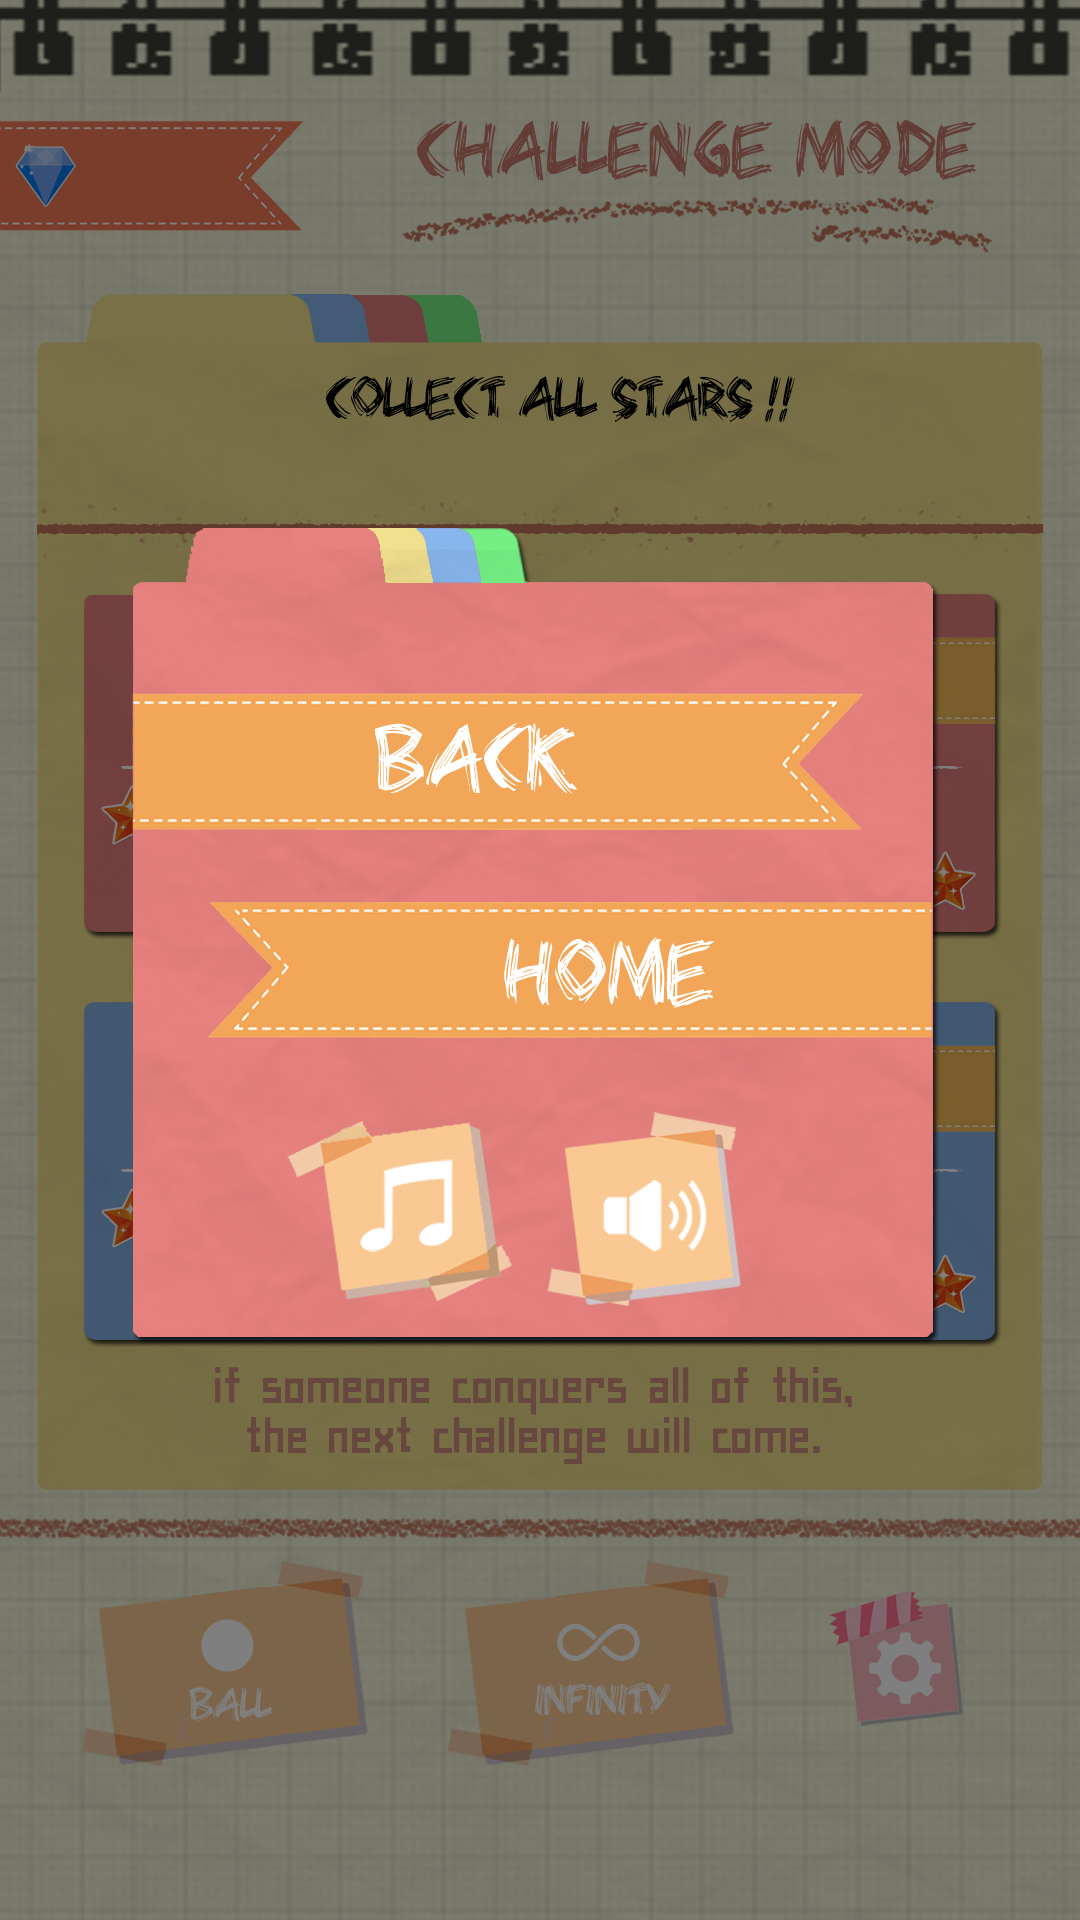 CHALLENGE MODE
COLLECT ALL STARS !!
BACK
HOME
if someone conquers all of this,
the next challenge will come.
BALL
INFINITY